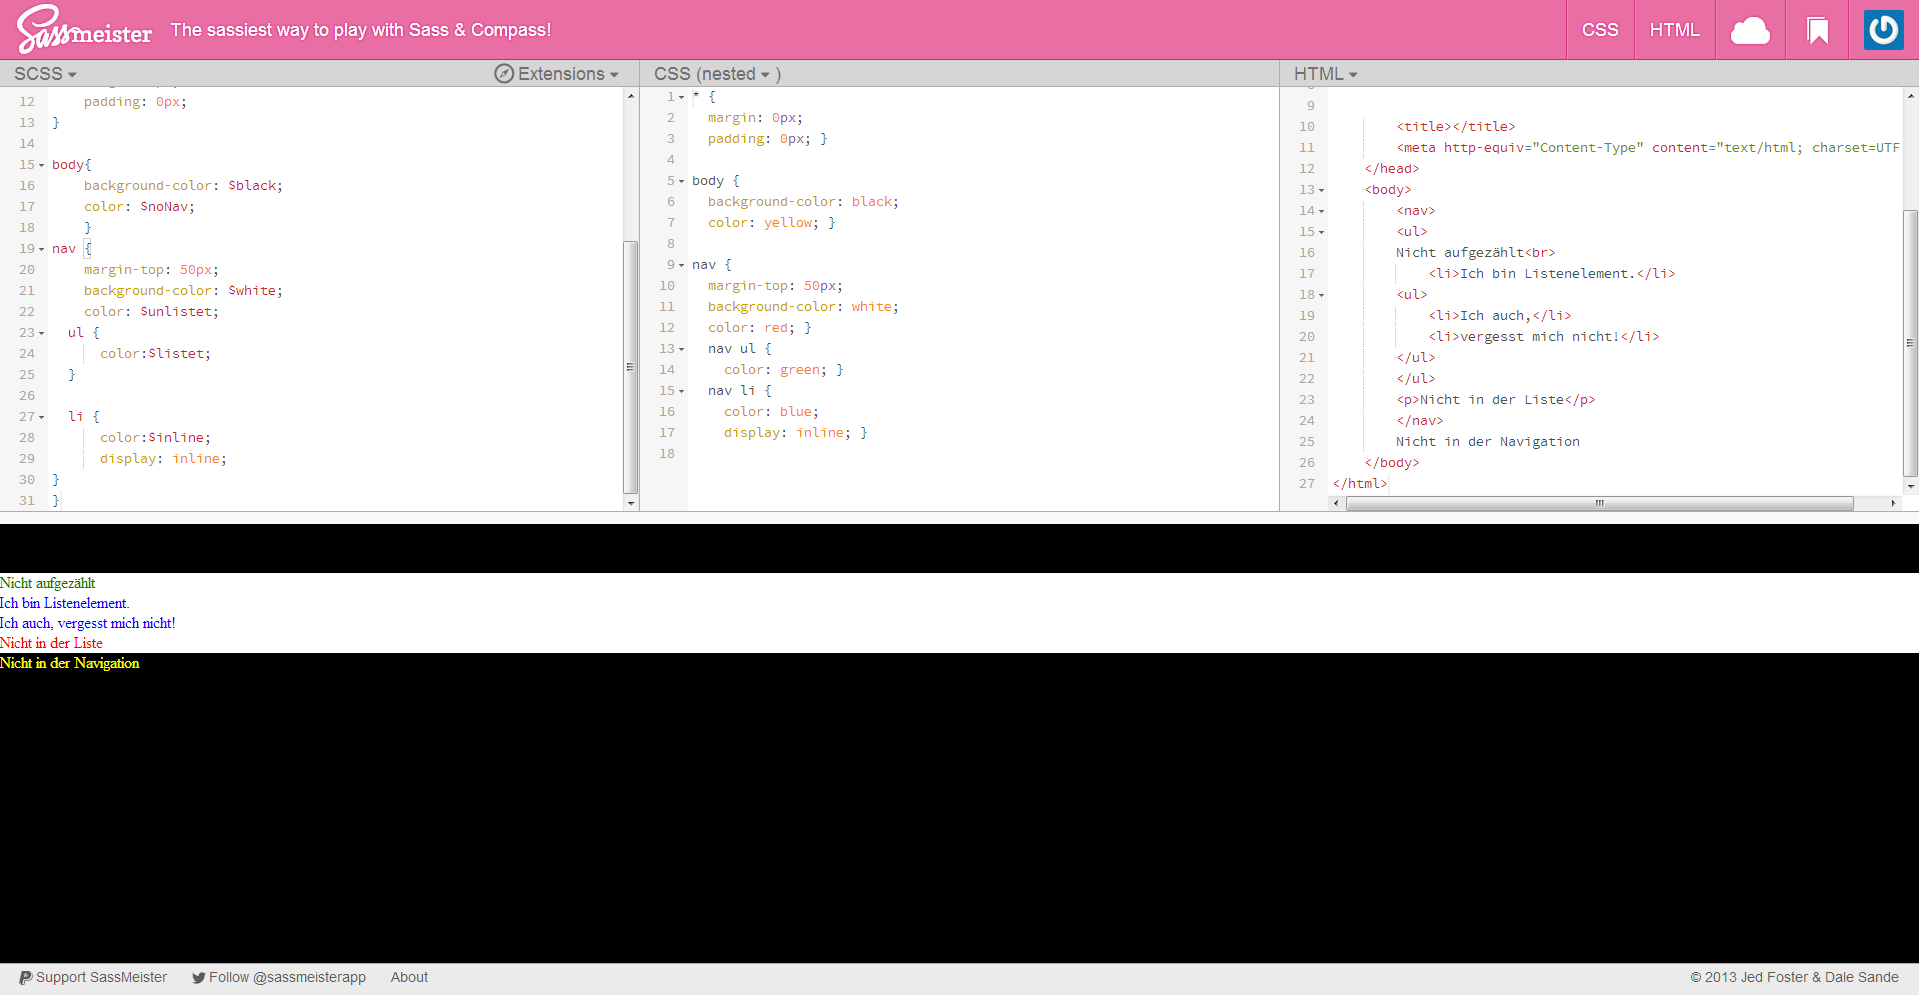 Sassmeister The sassiest way to play with Sass & Compass! CSS HTML
SCSS Extensions
12 padding: 0px;
13 }
14
15 body{
16 background-color: $black;
17 color: $noNav;
18 }
19 nav {
20 margin-top: 50px;
21 background-color: $white;
22 color: $unlistet;
23 ul {
24 color:$listet;
25 }
26
27 li {
28 color:$inline;
29 display: inline;
30 }
31 }
CSS (nested )
1 * {
2 margin: 0px;
3 padding: 0px; }
4
5 body {
6 background-color: black;
7 color: yellow; }
8
9 nav {
10 margin-top: 50px;
11 background-color: white;
12 color: red; }
13 nav ul {
14 color: green; }
15 nav li {
16 color: blue;
17 display: inline; }
18
HTML
9
10 <title></title>
11 <meta http-equiv="Content-Type" content="text/html; charset=UTF
12 </head>
13 <body>
14 <nav>
15 <ul>
16 Nicht aufgezählt<br>
17 <li>Ich bin Listenelement.</li>
18 <ul>
19 <li>Ich auch,</li>
20 <li>vergesst mich nicht!</li>
21 </ul>
22 </ul>
23 <p>Nicht in der Liste</p>
24 </nav>
25 Nicht in der Navigation
26 </body>
27 </html>
Nicht aufgezählt
Ich bin Listenelement.
Ich auch, vergesst mich nicht!
Nicht in der Liste
Nicht in der Navigation
Support SassMeister Follow @sassmeisterapp About © 2013 Jed Foster & Dale Sande